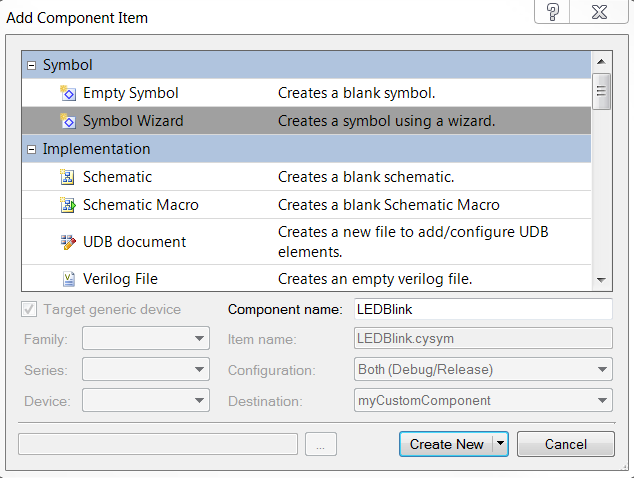 Add Component Item
Symbol
Empty Symbol Creates a blank symbol.
Symbol Wizard Creates a symbol using a wizard.
Implementation
Schematic Creates a blank schematic.
Schematic Macro Creates a blank Schematic Macro
UDB document Creates a new file to add/configure UDB
elements.
Verilog File Creates an empty verilog file.
Target generic device Component name: LEDBlink
Family: Item name: LEDBlink.cysym
Series: Configuration: Both (Debug/Release)
Device: Destination: myCustomComponent
... Create New Cancel